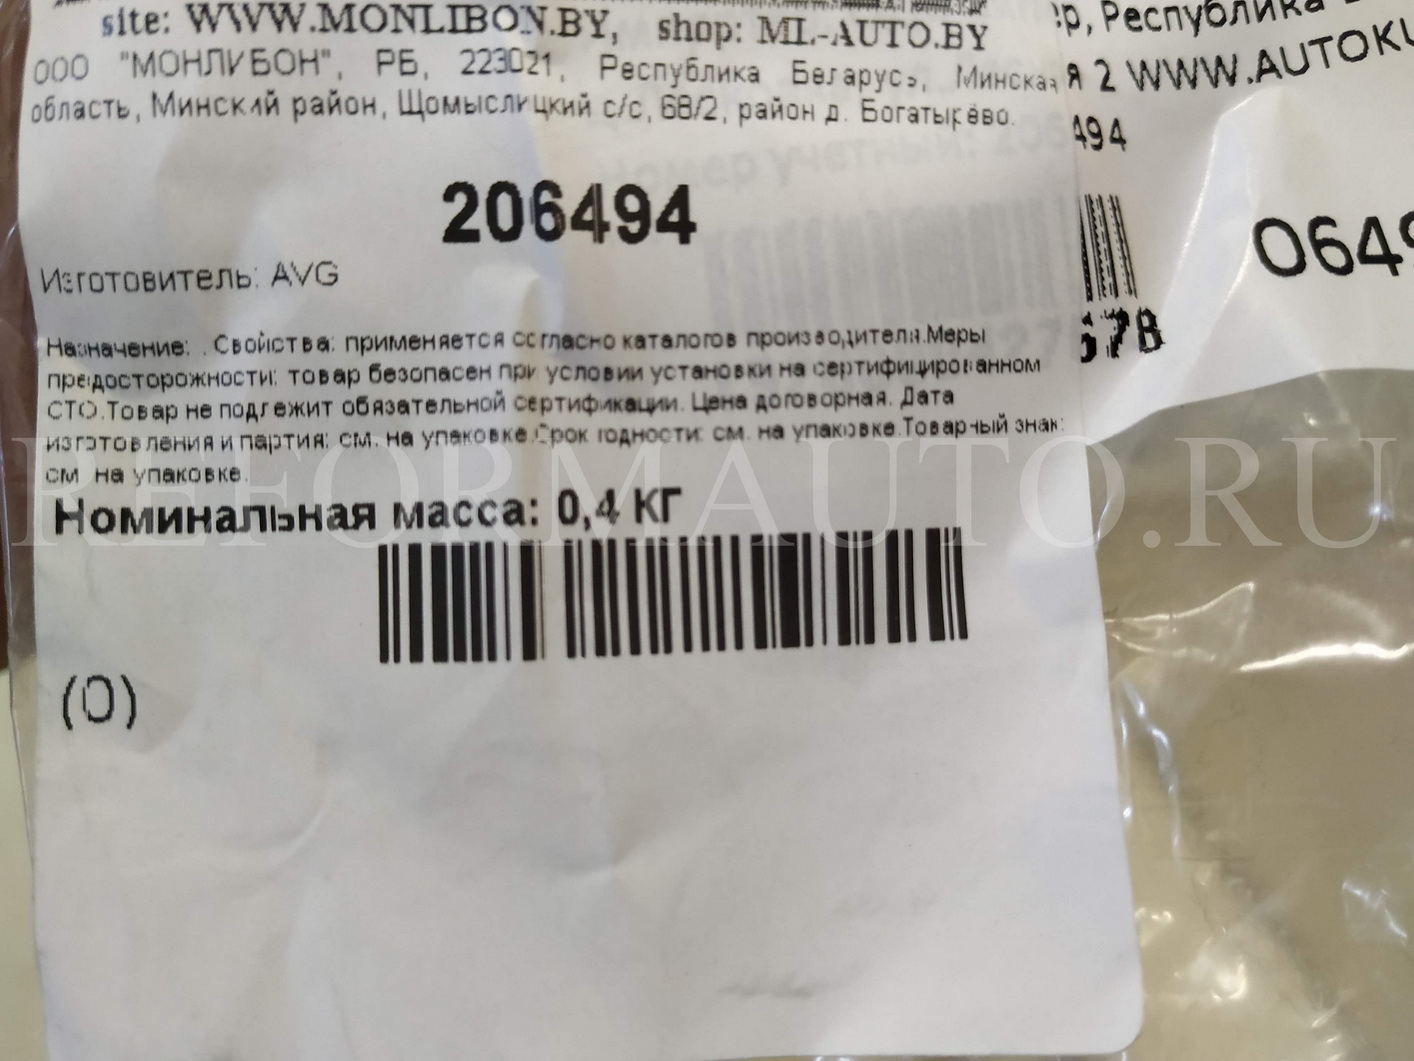 site: WWW.MONLIBON.BY, shop: ML-AUTO.BY
ООО "МОНЛИБОН", РБ, 223021, Республика Беларусь, Минская
область, Минский район, Щомыслицкий с/с, 68/2, район д. Богатырёво.
206494
Изготовитель: AVG
Назначение: . Свойства: применяется согласно каталогов производителя.Меры
предосторожности: товар безопасен при условии установки на сертифицированном
СТО.Товар не подлежит обязательной сертификации. Цена договорная. Дата
изготовления и партия: см. на упаковке.Срок годности: см. на упаковке.Товарный знак:
см. на упаковке.
Номинальная масса: 0,4 КГ
(0)
ер, Республика
я 2 WWW.AUTOKU
494
O649
678
Номер учетный:
REFORMAUTO.RU